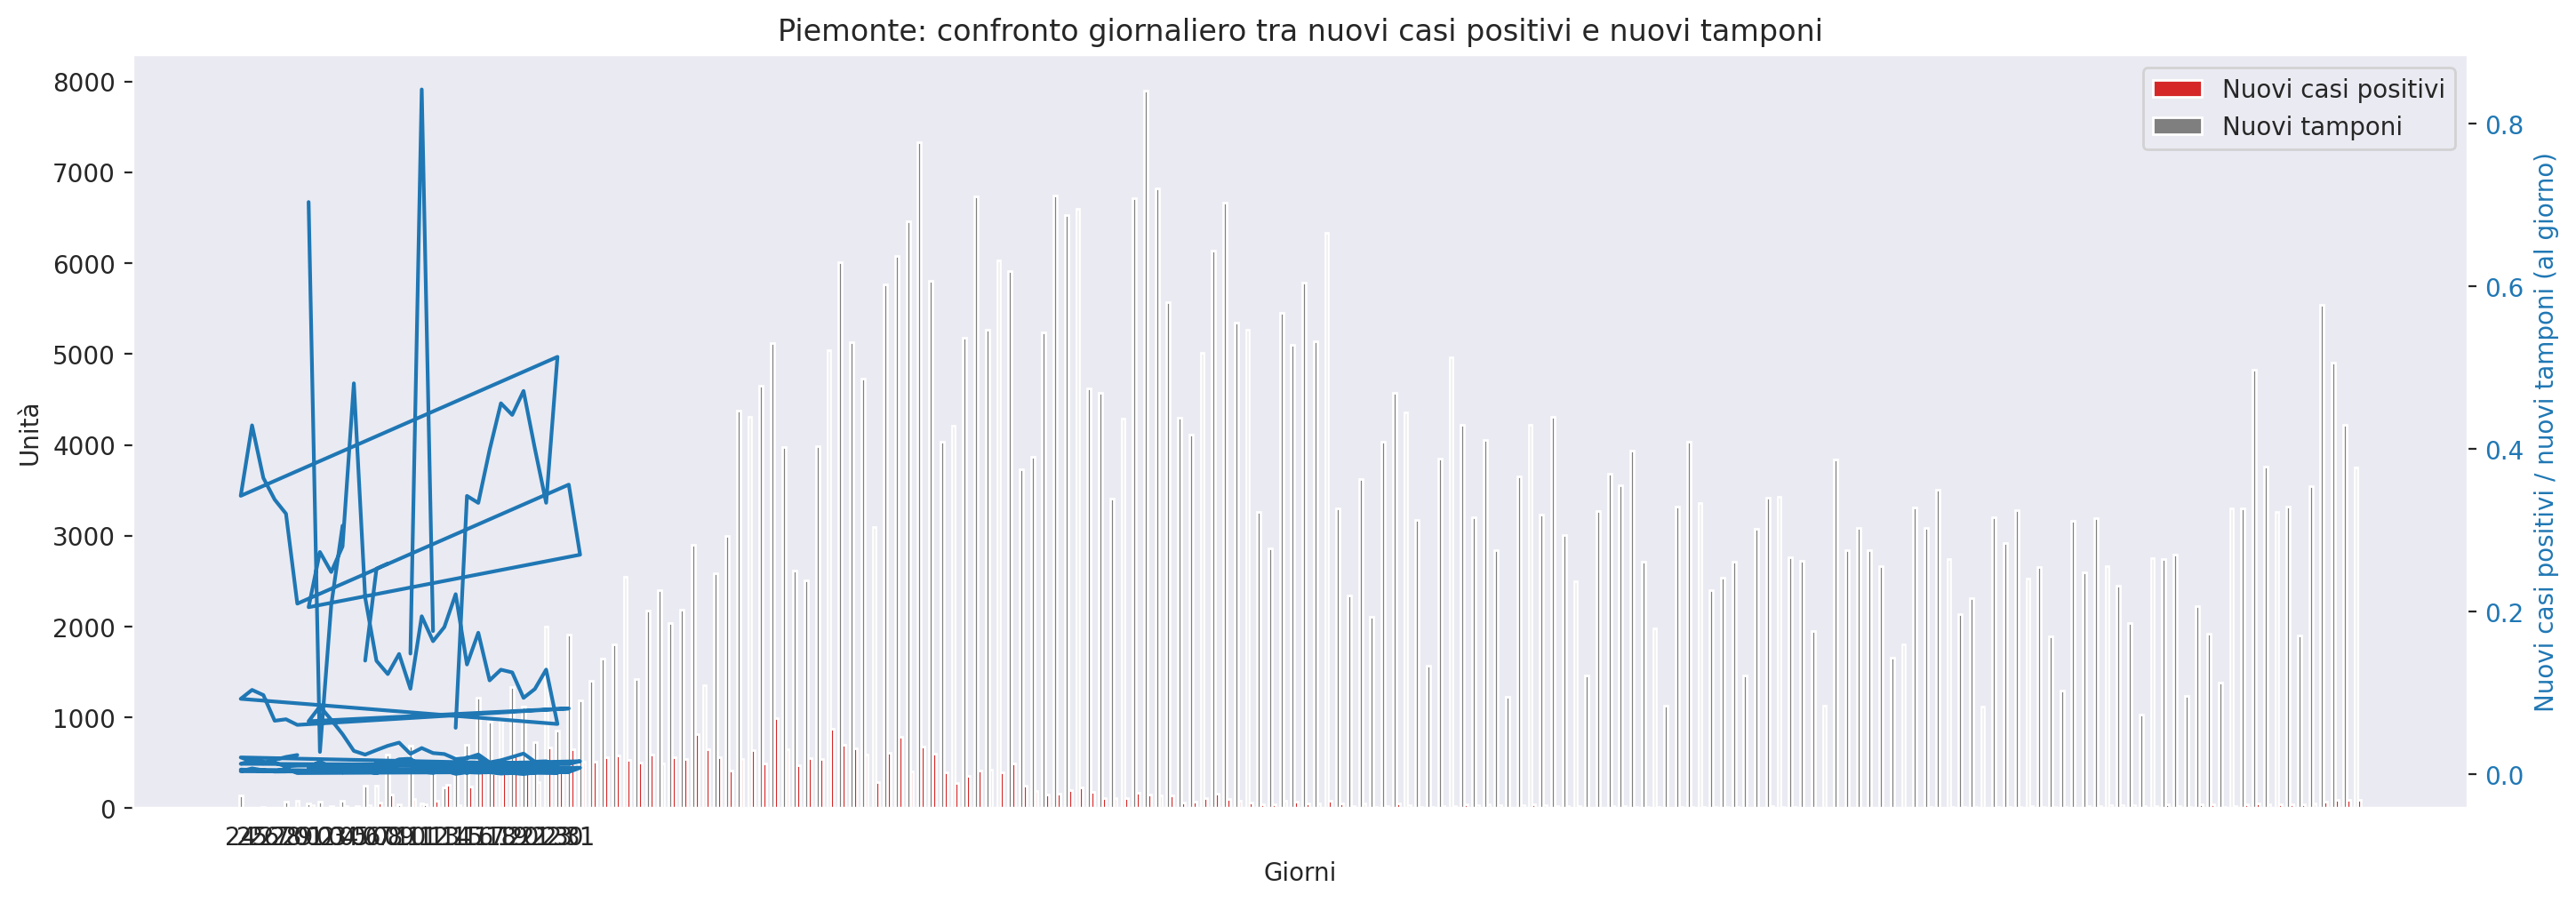 Piemonte: confronto giornaliero tra nuovi casi positivi e nuovi tamponi
Nuovi casi positivi
Nuovi tamponi
8000
7000
6000
5000
4000
3000
2000
1000
0
Unità
0.8
0.6
0.4
0.2
0.0
Nuovi casi positivi / nuovi tamponi (al giorno)
Giorni